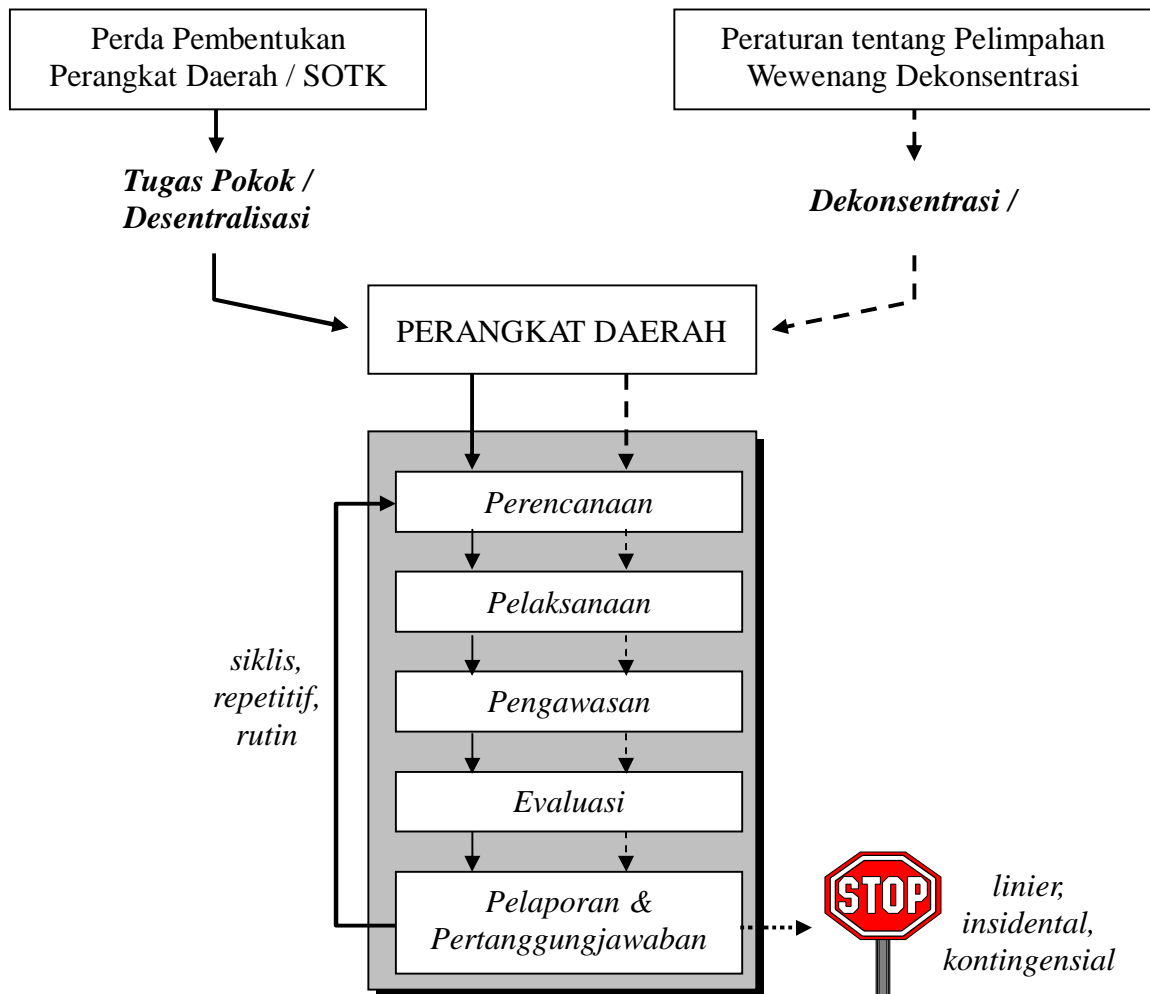 Perda Pembentukan
Perangkat Daerah / SOTK
Peraturan tentang Pelimpahan
Wewenang Dekonsentrasi
Tugas Pokok /
Desentralisasi
Dekonsentrasi /
PERANGKAT DAERAH
Perencanaan
Pelaksanaan
siklis,
repetitif,
rutin
Pengawasan
Evaluasi
Pelaporan &
Pertanggungjawaban
STOP
linier,
insidental,
kontingensial